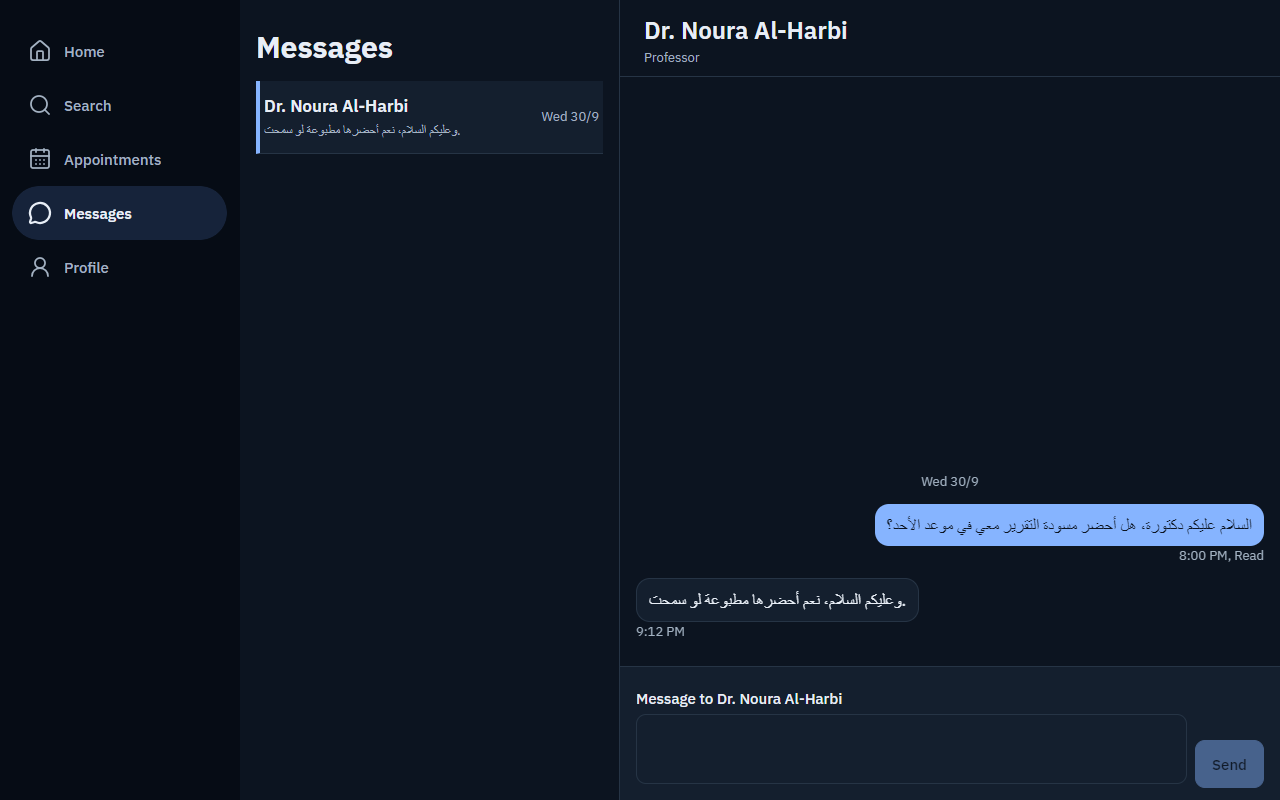 Home
Search
Appointments
Messages
Profile
Messages
Dr. Noura Al-Harbi
وعليكم السلام، نعم أحضرها مطبوعة لو سمحت.
Wed 30/9
Dr. Noura Al-Harbi
Professor
Wed 30/9
السلام عليكم دكتورة، هل أحضر مسودة التقرير معي في موعد الأحد؟
8:00 PM, Read
وعليكم السلام، نعم أحضرها مطبوعة لو سمحت.
9:12 PM
Message to Dr. Noura Al-Harbi
Send